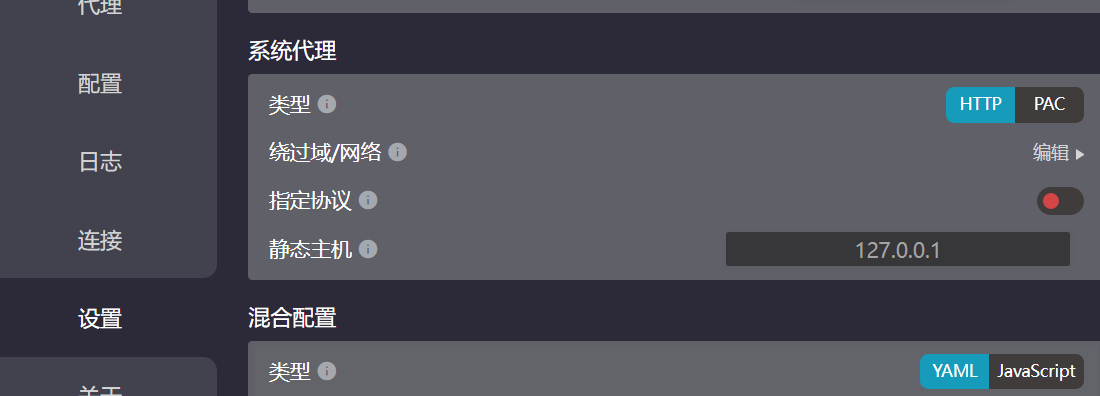 代理
配置
日志
连接
设置
关于
系统代理
类型 HTTP PAC
绕过域/网络 编辑
指定协议
静态主机 127.0.0.1
混合配置
类型 YAML JavaScript